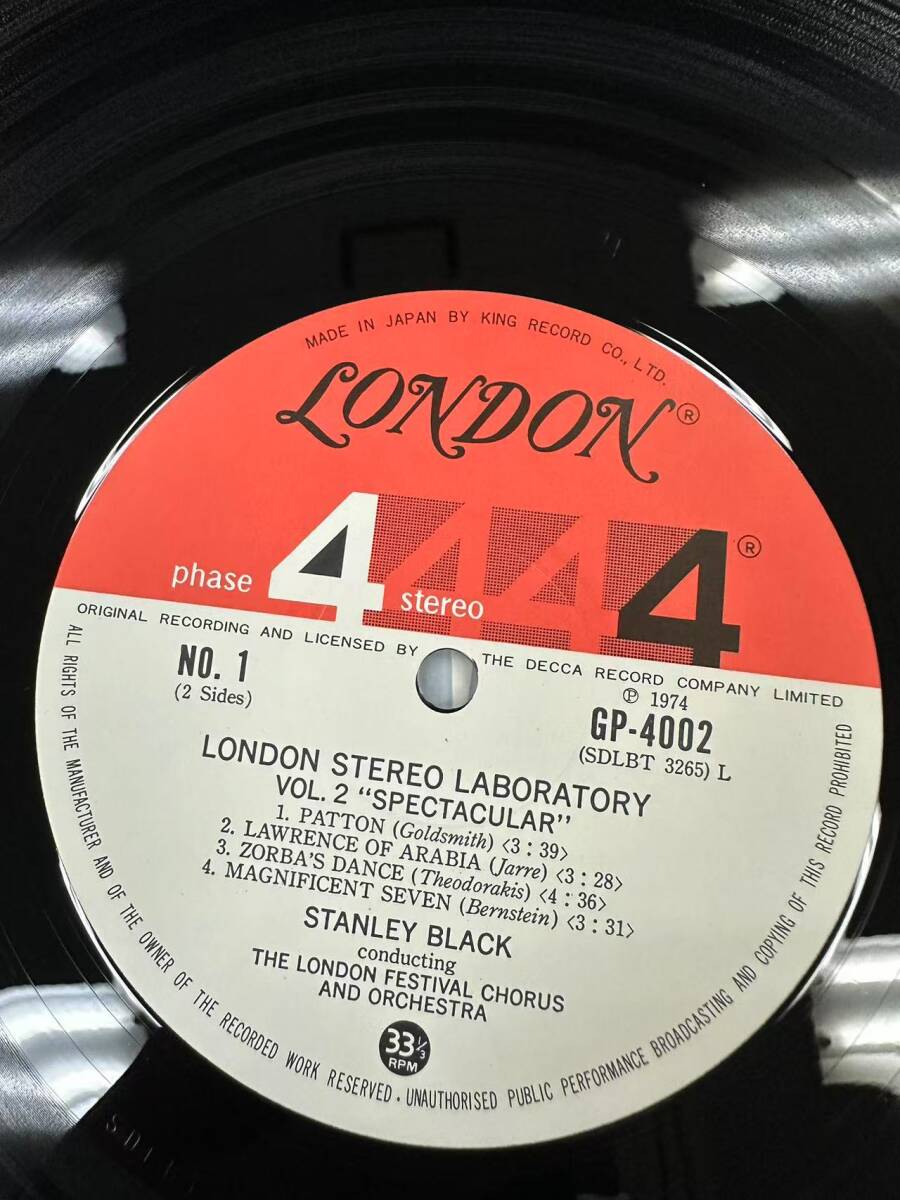 MADE IN JAPAN BY KING RECORD CO., LTD.
LONDON®
phase 4 stereo 4 4 4 ®
ORIGINAL RECORDING AND LICENSED BY THE DECCA RECORD COMPANY LIMITED
NO. 1
(2 Sides)
℗ 1974
GP-4002
(SDLBT 3265) L
LONDON STEREO LABORATORY
VOL. 2 "SPECTACULAR"
1. PATTON (Goldsmith) ⟨3 : 39⟩
2. LAWRENCE OF ARABIA (Jarre) ⟨3 : 28⟩
3. ZORBA'S DANCE (Theodorakis) ⟨4 : 36⟩
4. MAGNIFICENT SEVEN (Bernstein) ⟨3 : 31⟩
STANLEY BLACK
conducting
THE LONDON FESTIVAL CHORUS
AND ORCHESTRA
33 1/3
RPM
ALL RIGHTS OF THE MANUFACTURER AND OF THE OWNER OF THE RECORDED WORK RESERVED. UNAUTHORISED PUBLIC PERFORMANCE BROADCASTING AND COPYING OF THIS RECORD PROHIBITED